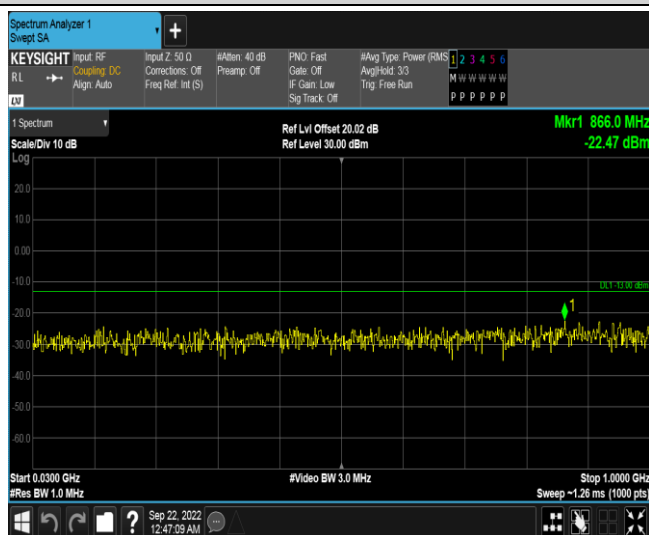 Spectrum Analyzer 1
Swept SA
+
KEYSIGHT
RL
LXI
Input: RF
Coupling: DC
Align: Auto
Input Z: 50 Ω
Corrections: Off
Freq Ref: Int (S)
#Atten: 40 dB
Preamp: Off
PNO: Fast
Gate: Off
IF Gain: Low
Sig Track: Off
#Avg Type: Power (RMS
Avg|Hold: 3/3
Trig: Free Run
1 2 3 4 5 6
M W W W W W
P P P P P P
1 Spectrum
Scale/Div 10 dB
Log
Ref Lvl Offset 20.02 dB
Ref Level 30.00 dBm
Mkr1 866.0 MHz
-22.47 dBm
20.0
10.0
0.00
-10.0
DL1 -13.00 dBm
1
-20.0
-30.0
-40.0
-50.0
-60.0
Start 0.0300 GHz
#Res BW 1.0 MHz
#Video BW 3.0 MHz
Stop 1.0000 GHz
Sweep ~1.26 ms (1000 pts)
?
Sep 22, 2022
12:47:09 AM